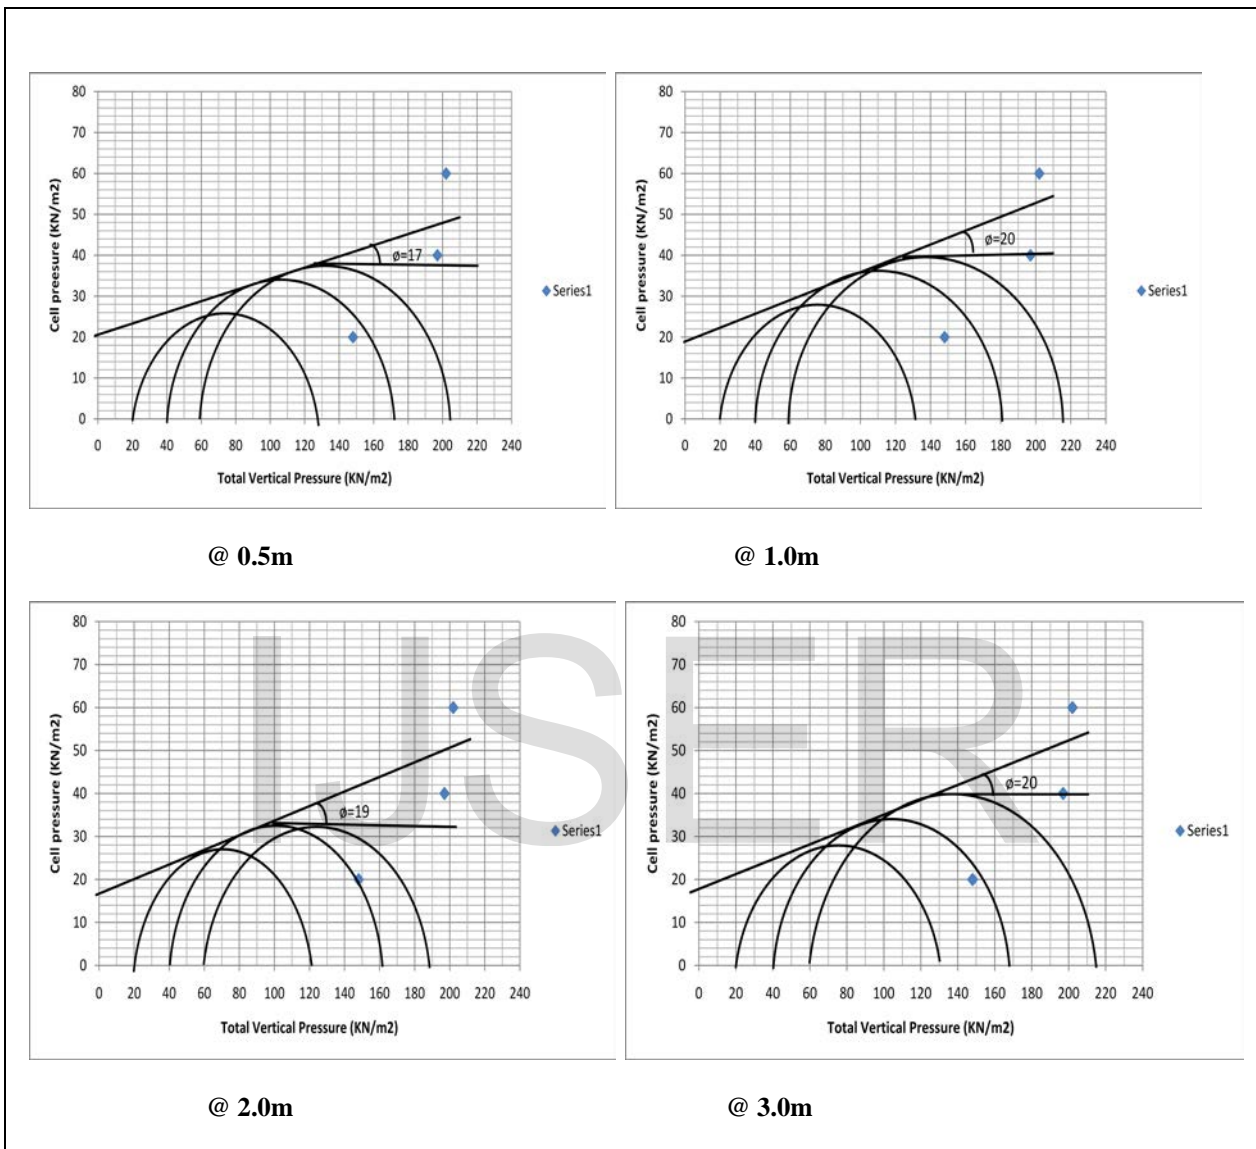 80
70
60
50
40
30
20
10
0
0 20 40 60 80 100 120 140 160 180 200 220 240
Cell preesure (KN/m2)
Total Vertical Pressure (KN/m2)
ø=17
Series1
80
70
60
50
40
30
20
10
0
0 20 40 60 80 100 120 140 160 180 200 220 240
Cell pressure (KN/m2)
Total Vertical Pressure (KN/m2)
ø=20
Series1
@ 0.5m
@ 1.0m
80
70
60
50
40
30
20
10
0
0 20 40 60 80 100 120 140 160 180 200 220 240
Cell pressure (KN/m2)
Total Vertical Pressure (KN/m2)
ø=19
Series1
80
70
60
50
40
30
20
10
0
0 20 40 60 80 100 120 140 160 180 200 220 240
Cell pressure (KN/m2)
Total Vertical Pressure (KN/m2)
ø=20
Series1
IJSER
@ 2.0m
@ 3.0m